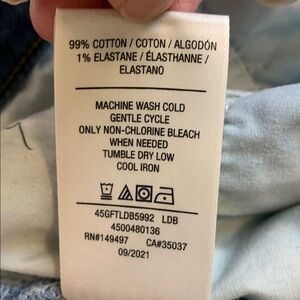 99% COTTON / COTON / ALGODÓN
1% ELASTANE / ÉLASTHANNE /
ELASTANO
MACHINE WASH COLD
GENTLE CYCLE
ONLY NON-CHLORINE BLEACH
WHEN NEEDED
TUMBLE DRY LOW
COOL IRON
45GFTLDB5992 LDB
4500480136
RN#149497 CA#35037
09/2021